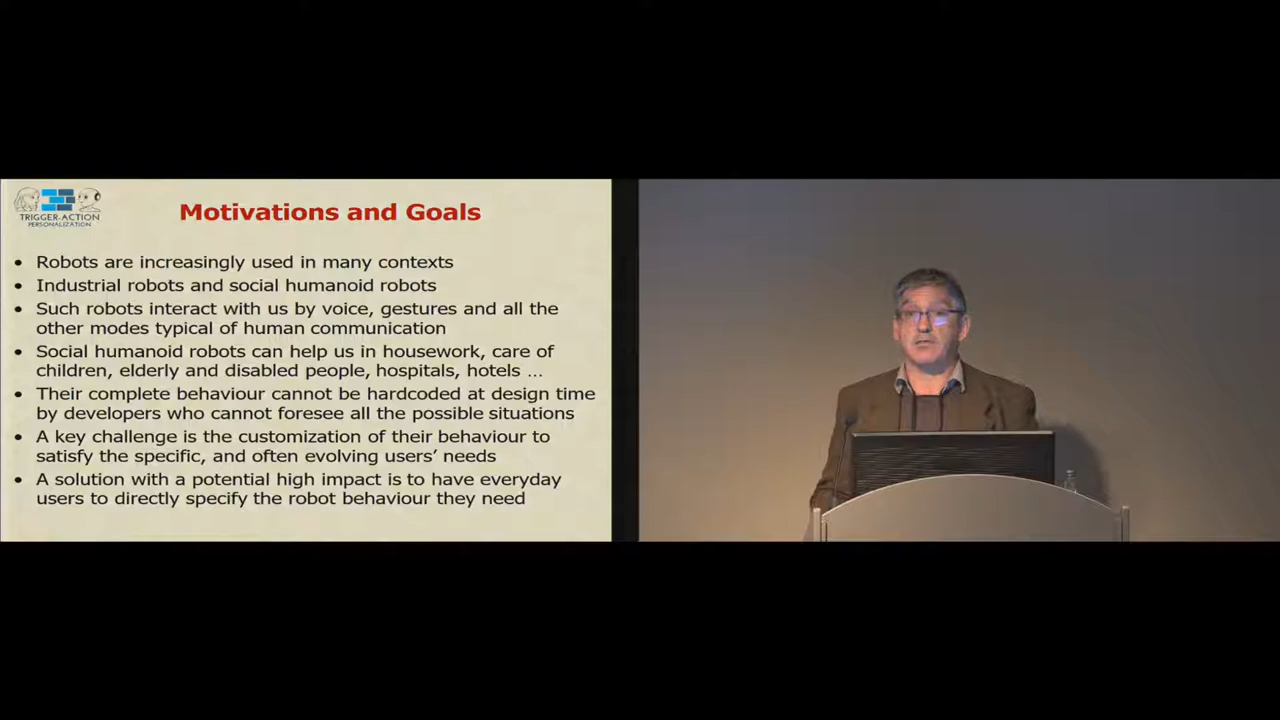 TRIGGER-ACTION
PERSONALIZATION
Motivations and Goals
• Robots are increasingly used in many contexts
• Industrial robots and social humanoid robots
• Such robots interact with us by voice, gestures and all the
other modes typical of human communication
• Social humanoid robots can help us in housework, care of
children, elderly and disabled people, hospitals, hotels ...
• Their complete behaviour cannot be hardcoded at design time
by developers who cannot foresee all the possible situations
• A key challenge is the customization of their behaviour to
satisfy the specific, and often evolving users' needs
• A solution with a potential high impact is to have everyday
users to directly specify the robot behaviour they need